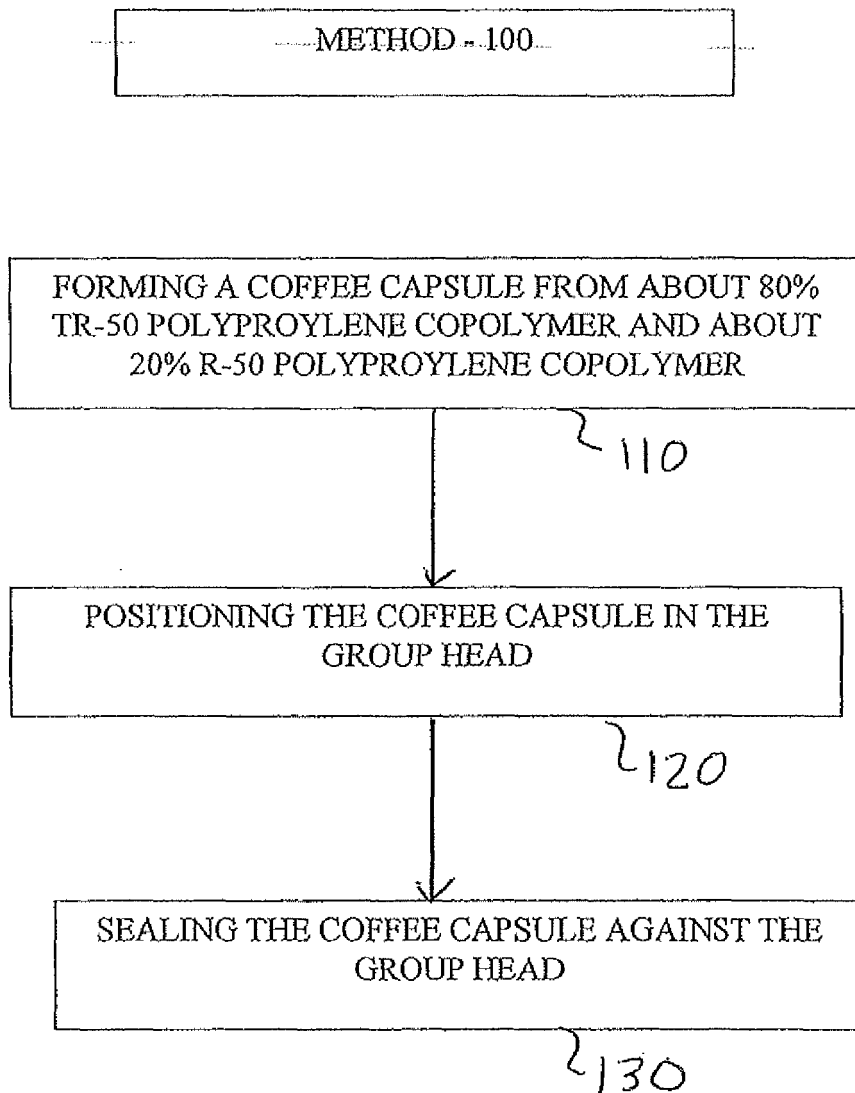 METHOD - 100
FORMING A COFFEE CAPSULE FROM ABOUT 80%
TR-50 POLYPROYLENE COPOLYMER AND ABOUT
20% R-50 POLYPROYLENE COPOLYMER
110
POSITIONING THE COFFEE CAPSULE IN THE
GROUP HEAD
120
SEALING THE COFFEE CAPSULE AGAINST THE
GROUP HEAD
130